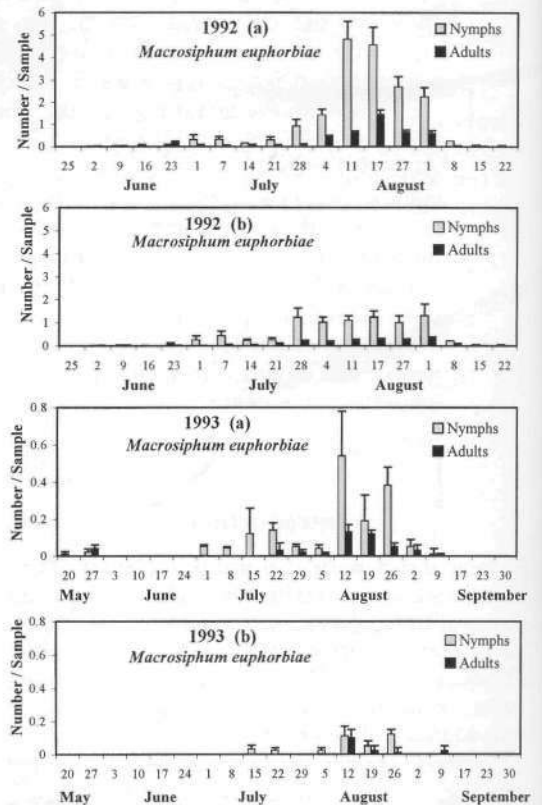 1992 (a)
Macrosiphum euphorbiae
Nymphs
Adults
Number / Sample
6
5
4
3
2
1
0
25 2 9 16 23 1 7 14 21 28 4 11 17 27 1 8 15 22
June July August
1992 (b)
Macrosiphum euphorbiae
Nymphs
Adults
Number / Sample
6
5
4
3
2
1
0
25 2 9 16 23 1 7 14 21 28 4 11 17 27 1 8 15 22
June July August
1993 (a)
Macrosiphum euphorbiae
Nymphs
Adults
Number / Sample
0.8
0.6
0.4
0.2
0
20 27 3 10 17 24 1 8 15 22 29 5 12 19 26 2 9 17 23 30
May June July August September
1993 (b)
Macrosiphum euphorbiae
Nymphs
Adults
Number / Sample
0.8
0.6
0.4
0.2
0
20 27 3 10 17 24 1 8 15 22 29 5 12 19 26 2 9 17 23 30
May June July August September